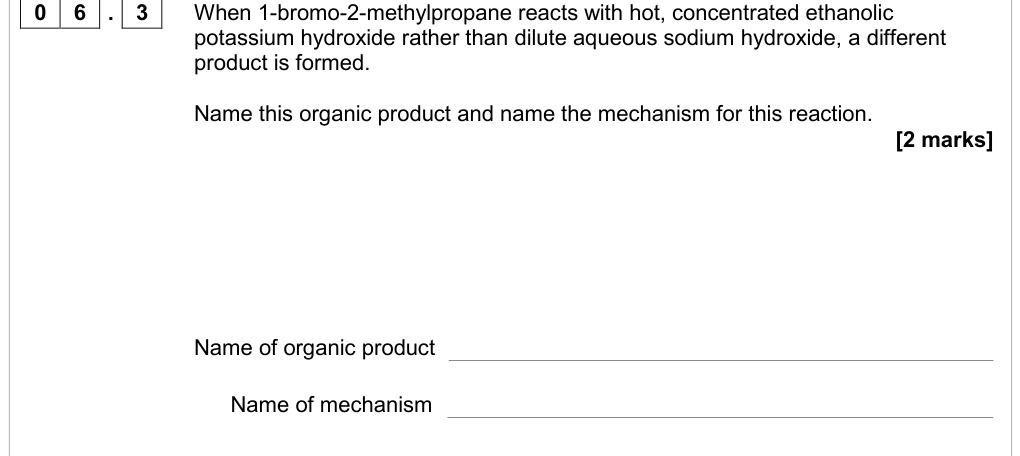 0 6 . 3 When 1-bromo-2-methylpropane reacts with hot, concentrated ethanolic
potassium hydroxide rather than dilute aqueous sodium hydroxide, a different
product is formed.
Name this organic product and name the mechanism for this reaction.
[2 marks]
Name of organic product
Name of mechanism